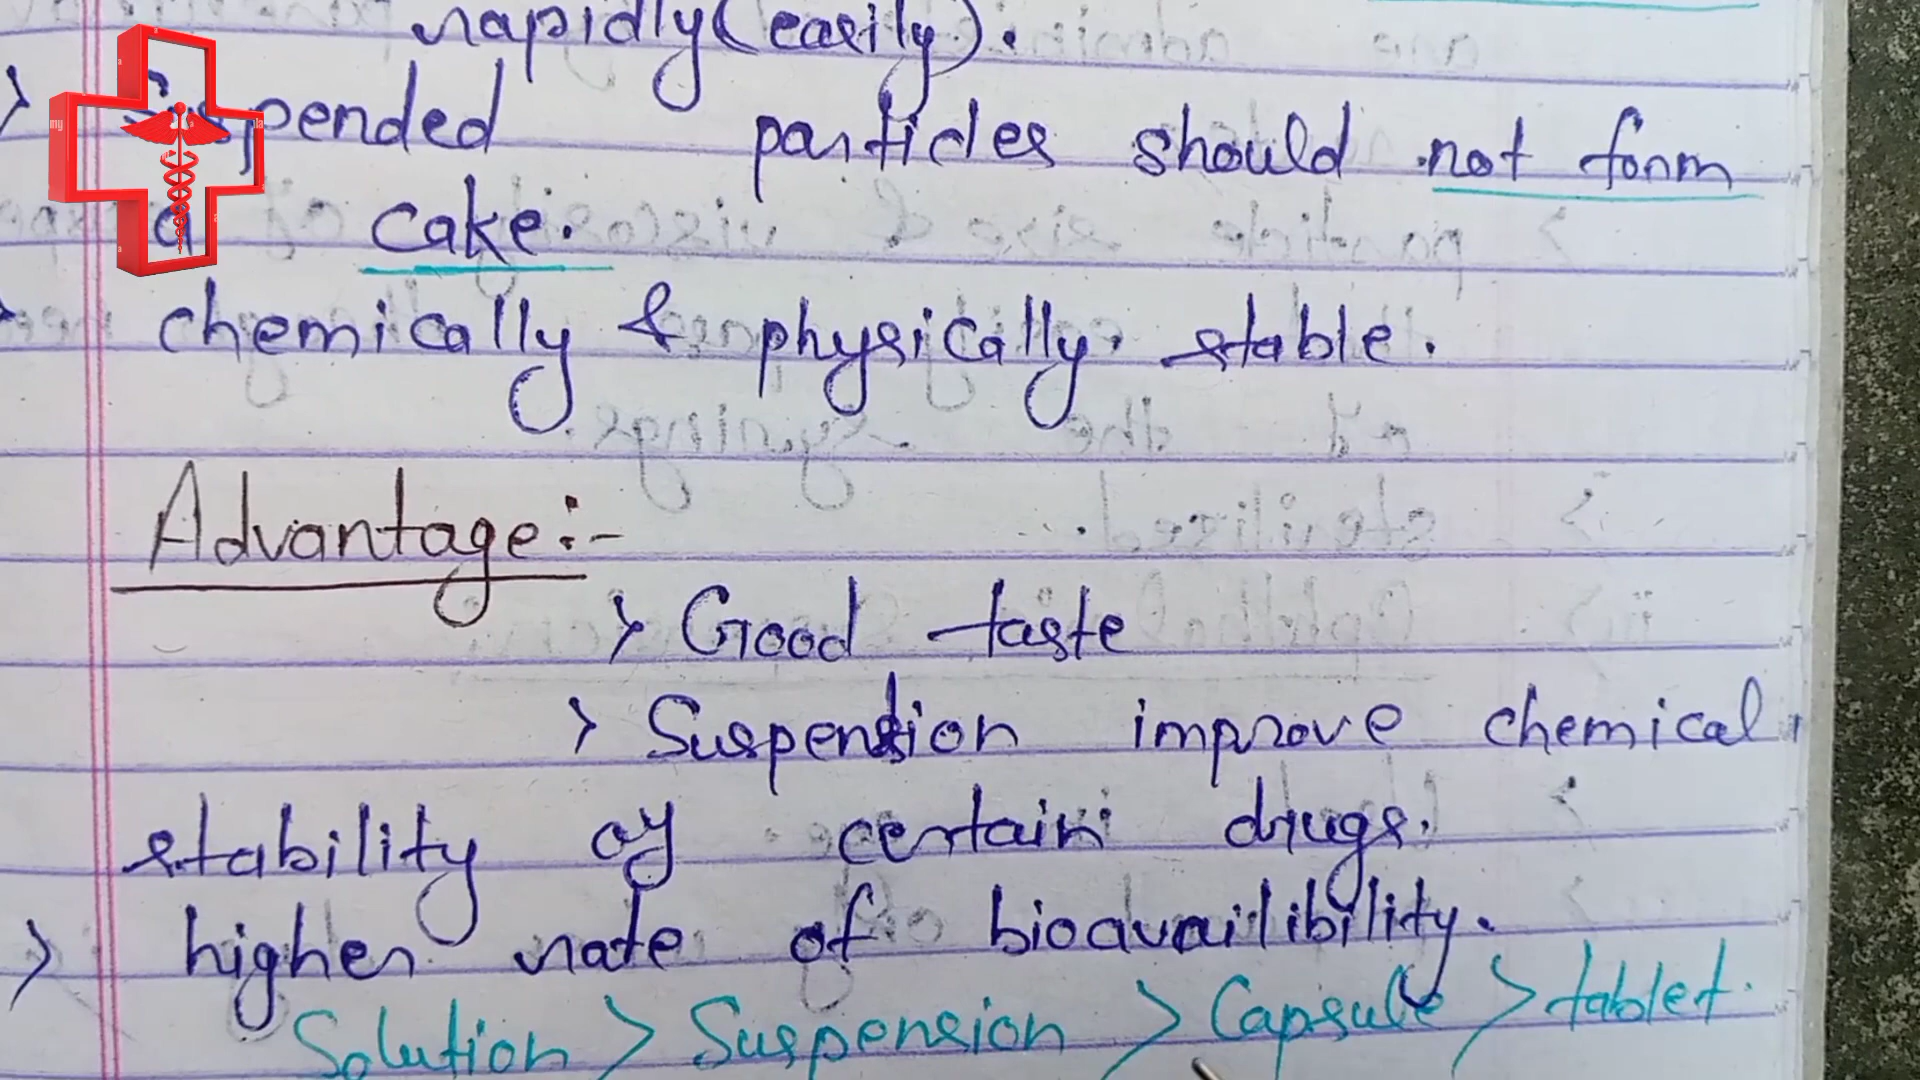 rapidly (easily).
> Suspended particles should not form
a cake.
> chemically & physically stable.
Advantage :-
> Good taste
> Suspension improve chemical
stability of certain drugs.
> higher rate of bioavailibility.
Solution > Suspension > Capsule > tablet.